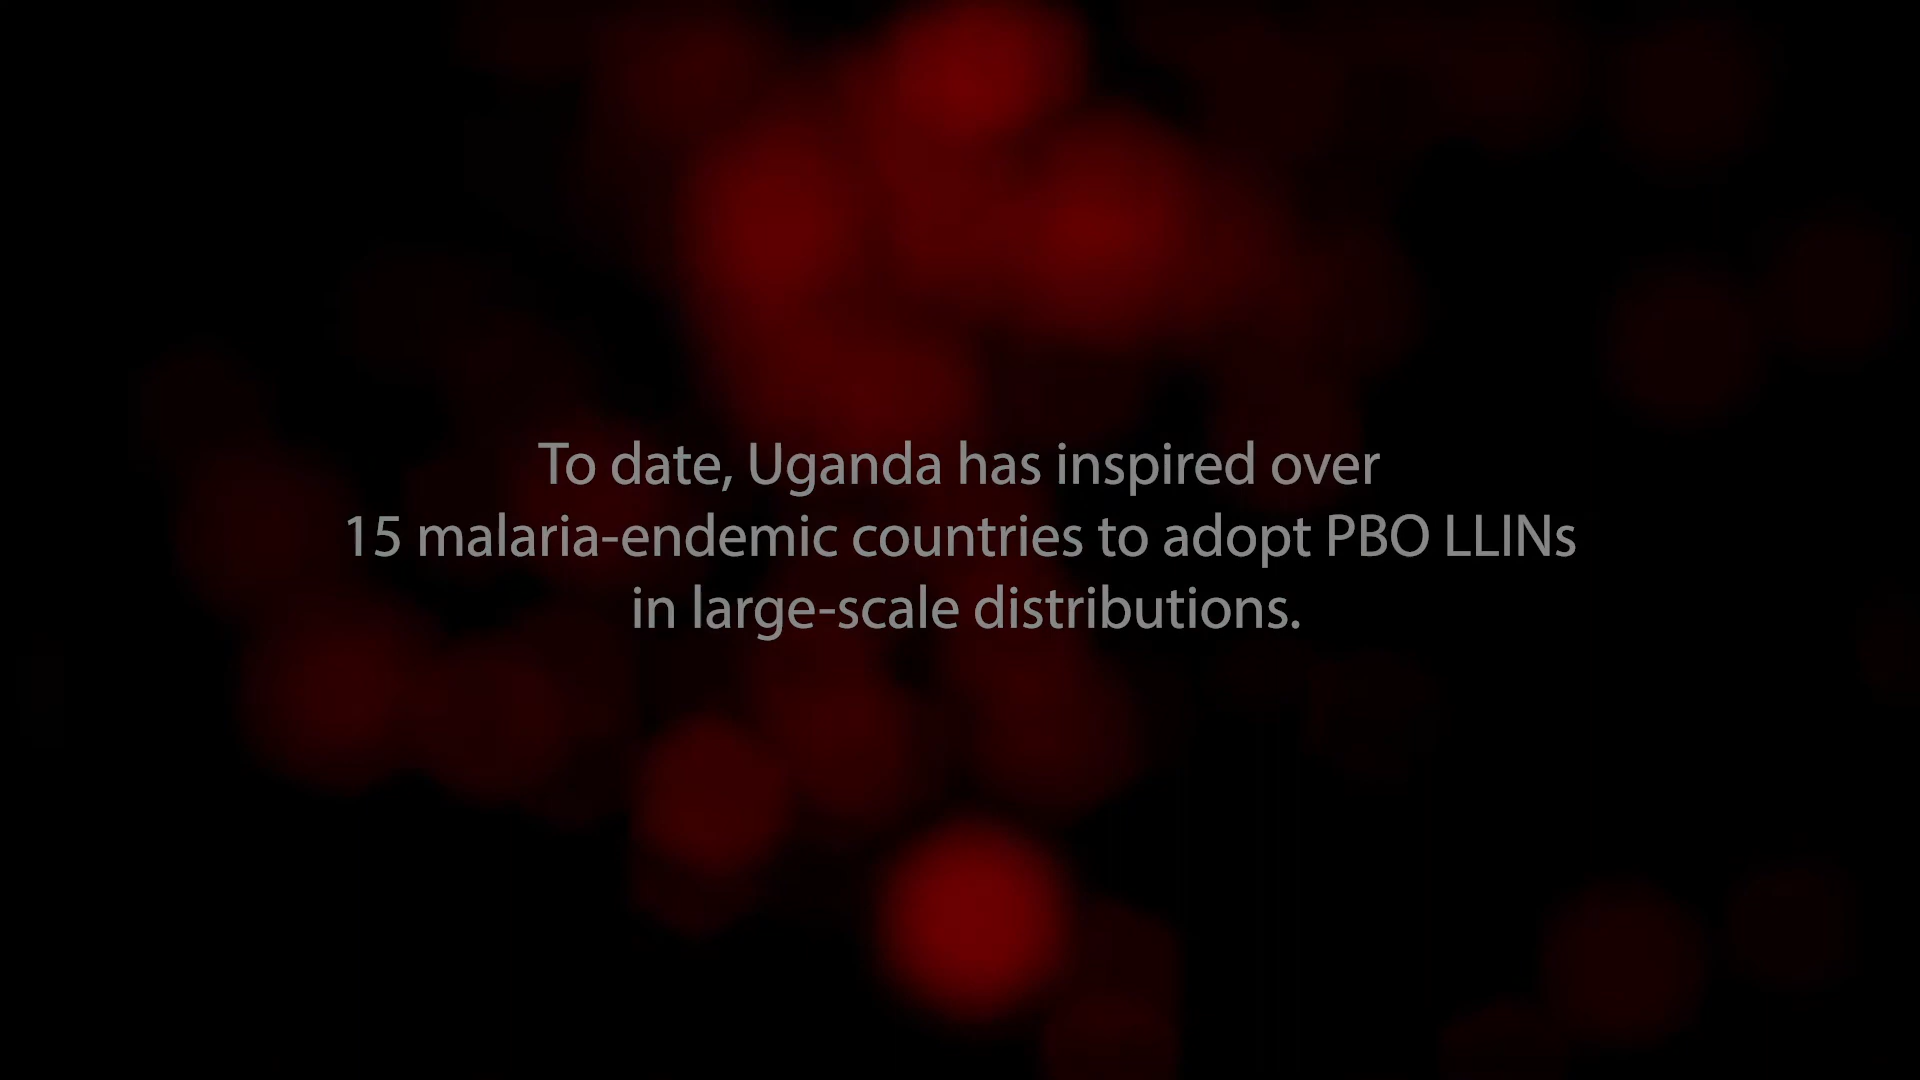 To date, Uganda has inspired over
15 malaria-endemic countries to adopt PBO LLINs
in large-scale distributions.